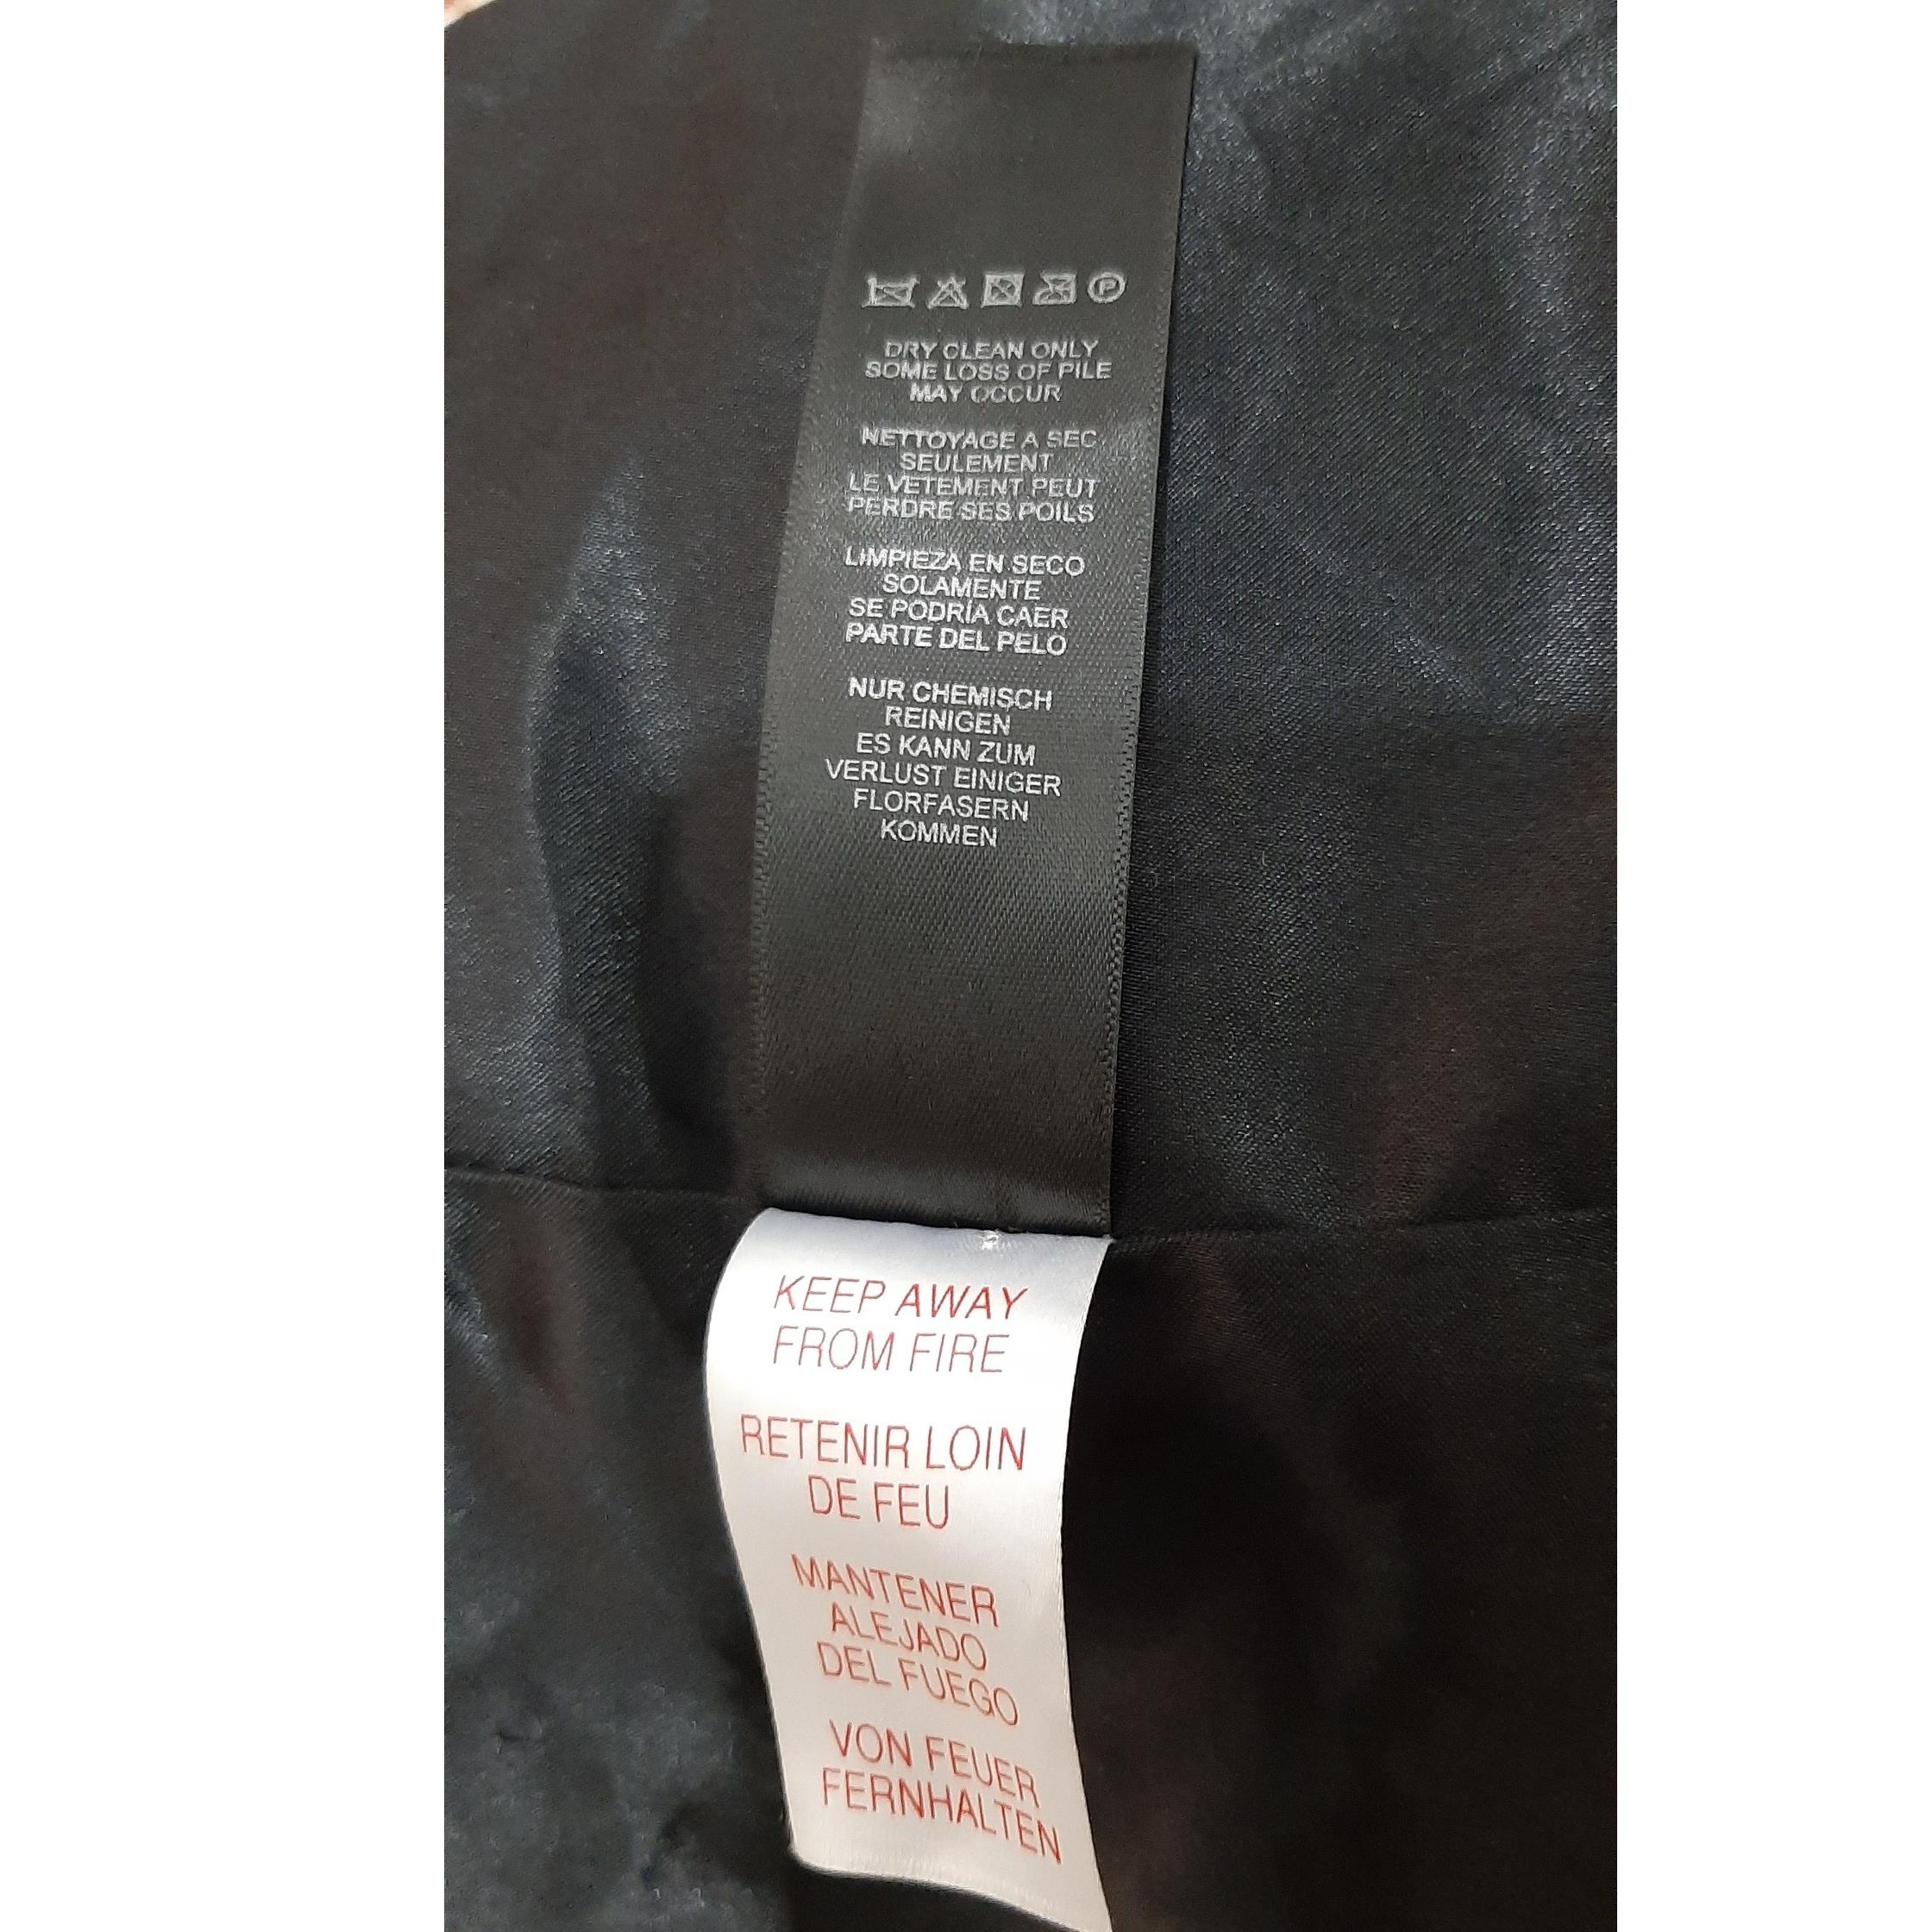 P
DRY CLEAN ONLY
SOME LOSS OF PILE
MAY OCCUR
NETTOYAGE A SEC
SEULEMENT
LE VETEMENT PEUT
PERDRE SES POILS
LIMPIEZA EN SECO
SOLAMENTE
SE PODRÍA CAER
PARTE DEL PELO
NUR CHEMISCH
REINIGEN
ES KANN ZUM
VERLUST EINIGER
FLORFASERN
KOMMEN
KEEP AWAY
FROM FIRE
RETENIR LOIN
DE FEU
MANTENER
ALEJADO
DEL FUEGO
VON FEUER
FERNHALTEN